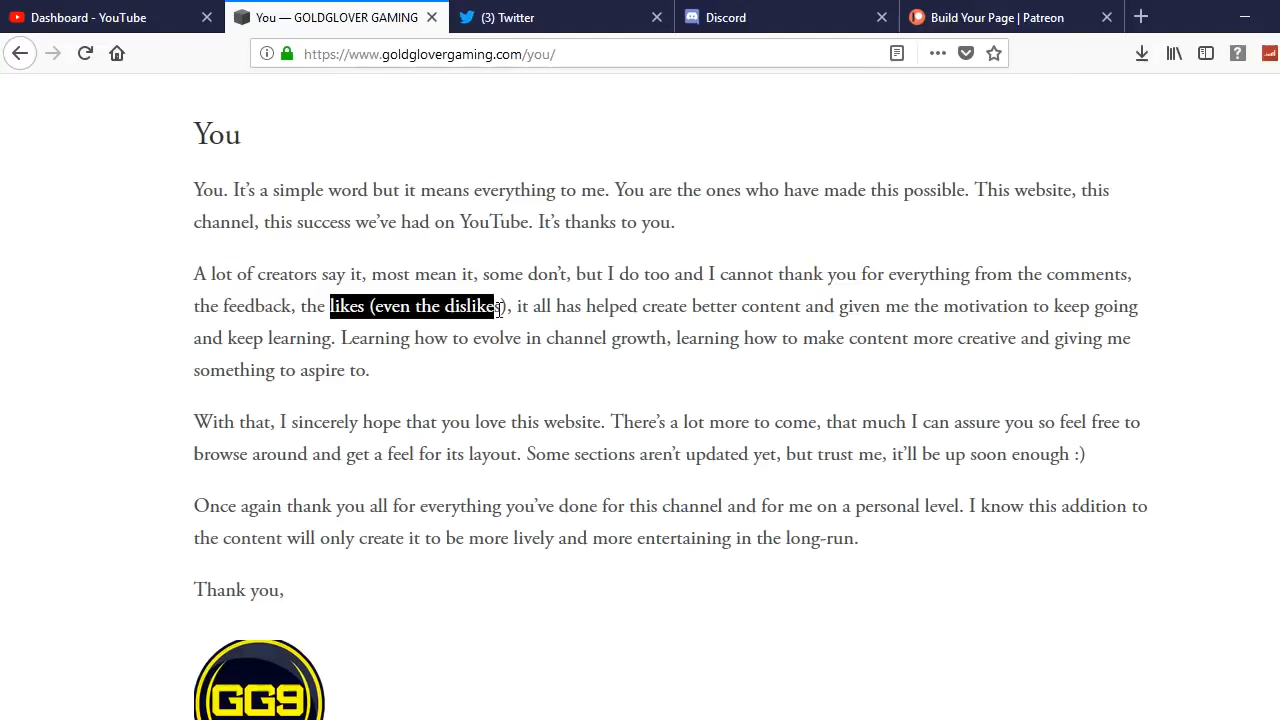 Dashboard - YouTube
You — GOLDGLOVER GAMING
(3) Twitter
Discord
Build Your Page | Patreon
https://www.goldglovergaming.com/you/
You
You. It’s a simple word but it means everything to me. You are the ones who have made this possible. This website, this
channel, this success we’ve had on YouTube. It’s thanks to you.
A lot of creators say it, most mean it, some don’t, but I do too and I cannot thank you for everything from the comments,
the feedback, the likes (even the dislikes), it all has helped create better content and given me the motivation to keep going
and keep learning. Learning how to evolve in channel growth, learning how to make content more creative and giving me
something to aspire to.
With that, I sincerely hope that you love this website. There’s a lot more to come, that much I can assure you so feel free to
browse around and get a feel for its layout. Some sections aren’t updated yet, but trust me, it’ll be up soon enough :)
Once again thank you all for everything you’ve done for this channel and for me on a personal level. I know this addition to
the content will only create it to be more lively and more entertaining in the long-run.
Thank you,
GG9